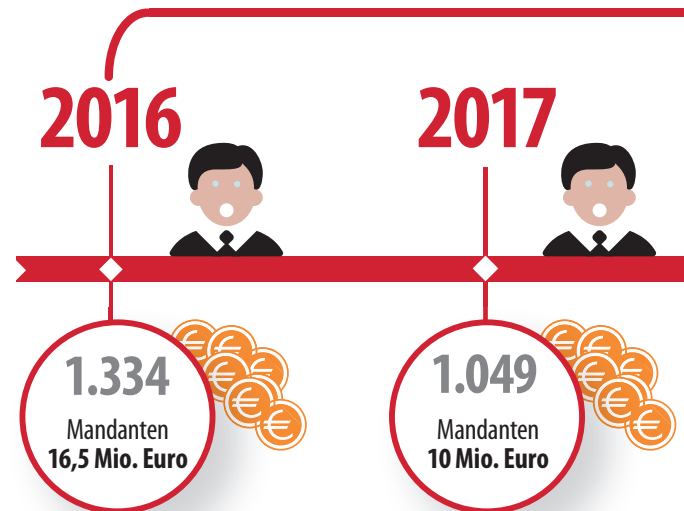 2016
2017
1.334
Mandanten
16,5 Mio. Euro
1.049
Mandanten
10 Mio. Euro